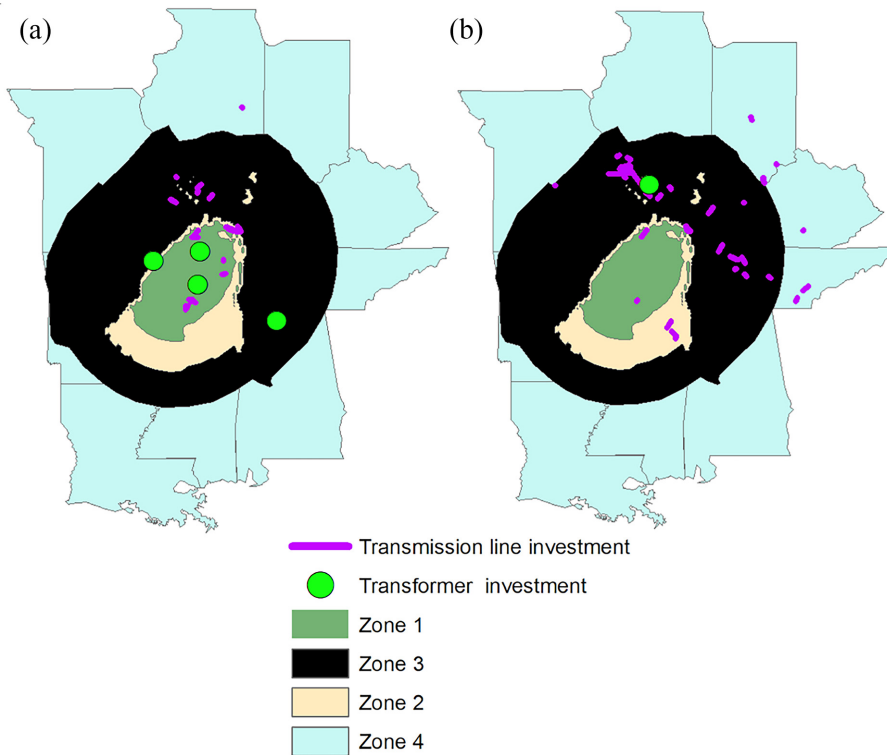 (a)
(b)
Transmission line investment
Transformer investment
Zone 1
Zone 3
Zone 2
Zone 4